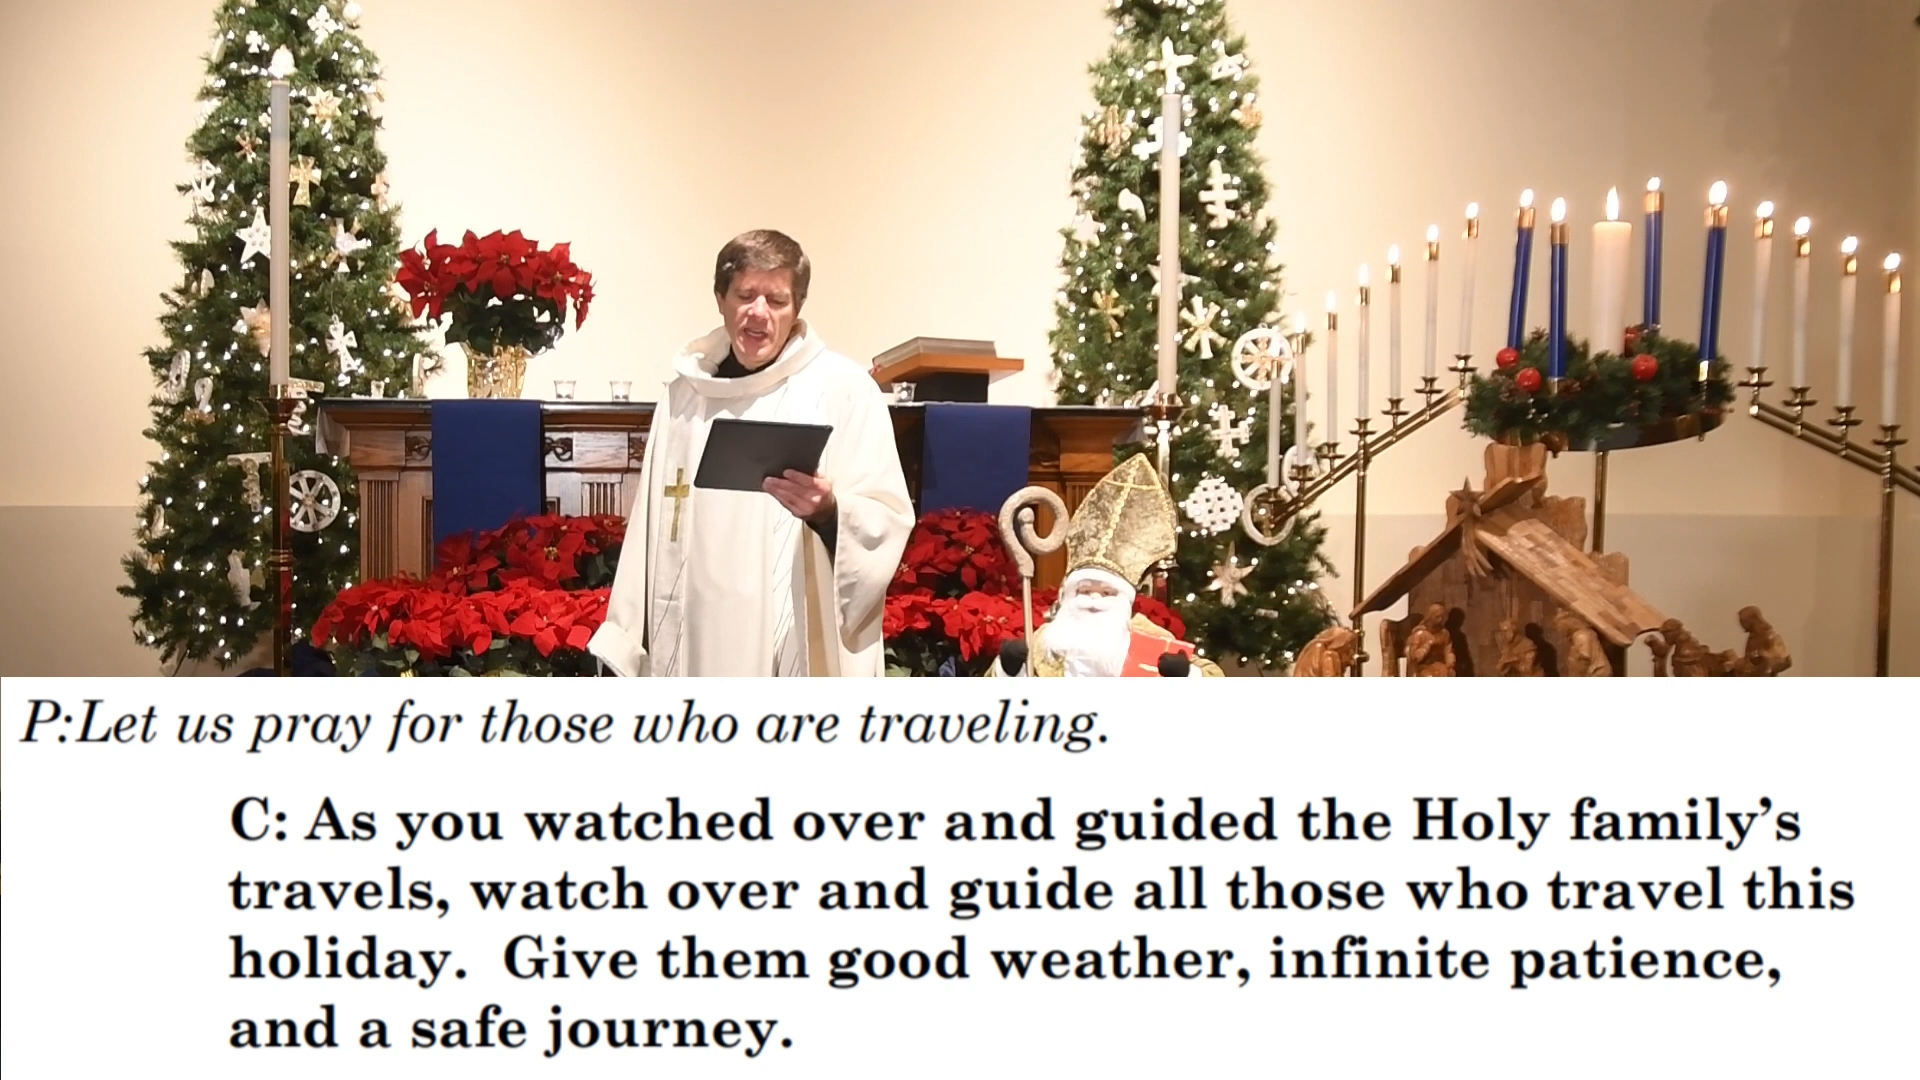 P:Let us pray for those who are traveling.
C: As you watched over and guided the Holy family’s
travels, watch over and guide all those who travel this
holiday.  Give them good weather, infinite patience,
and a safe journey.